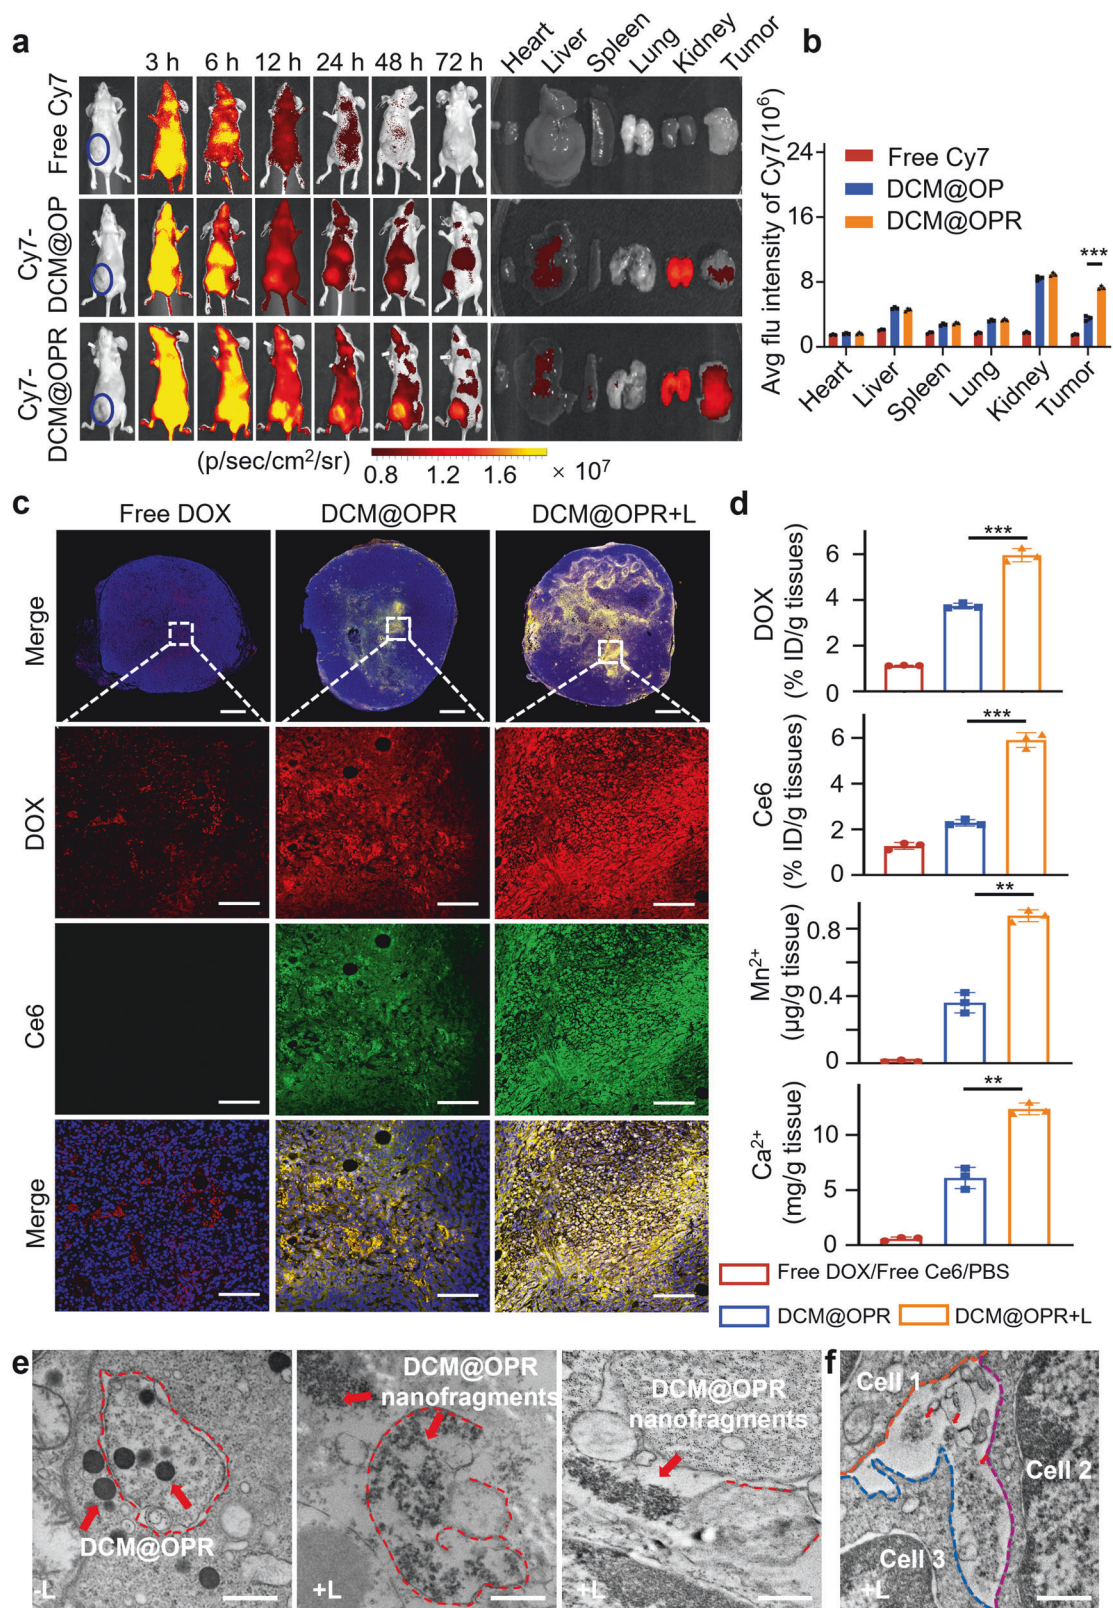 a
3 h 6 h 12 h 24 h 48 h 72 h
Heart
Liver
Spleen
Lung
Kidney
Tumor
Free Cy7
Cy7-
DCM@OP
Cy7-
DCM@OPR
(p/sec/cm²/sr)
0.8 1.2 1.6 × 10⁷
b
Avg flu intensity of Cy7(10⁶)
24
16
8
0
Free Cy7
DCM@OP
DCM@OPR
***
Heart
Liver
Spleen
Lung
Kidney
Tumor
c
Free DOX DCM@OPR DCM@OPR+L
Merge
DOX
Ce6
Merge
d
DOX
(% ID/g tissues)
6
4
2
0
***
Ce6
(% ID/g tissues)
6
4
2
0
***
Mn²⁺
(µg/g tissue)
0.8
0.4
0
**
Ca²⁺
(mg/g tissue)
10
5
0
**
Free DOX/Free Ce6/PBS
DCM@OPR DCM@OPR+L
e
DCM@OPR
-L
DCM@OPR
nanofragments
+L
DCM@OPR
nanofragments
+L
f
Cell 1
Cell 2
Cell 3
+L